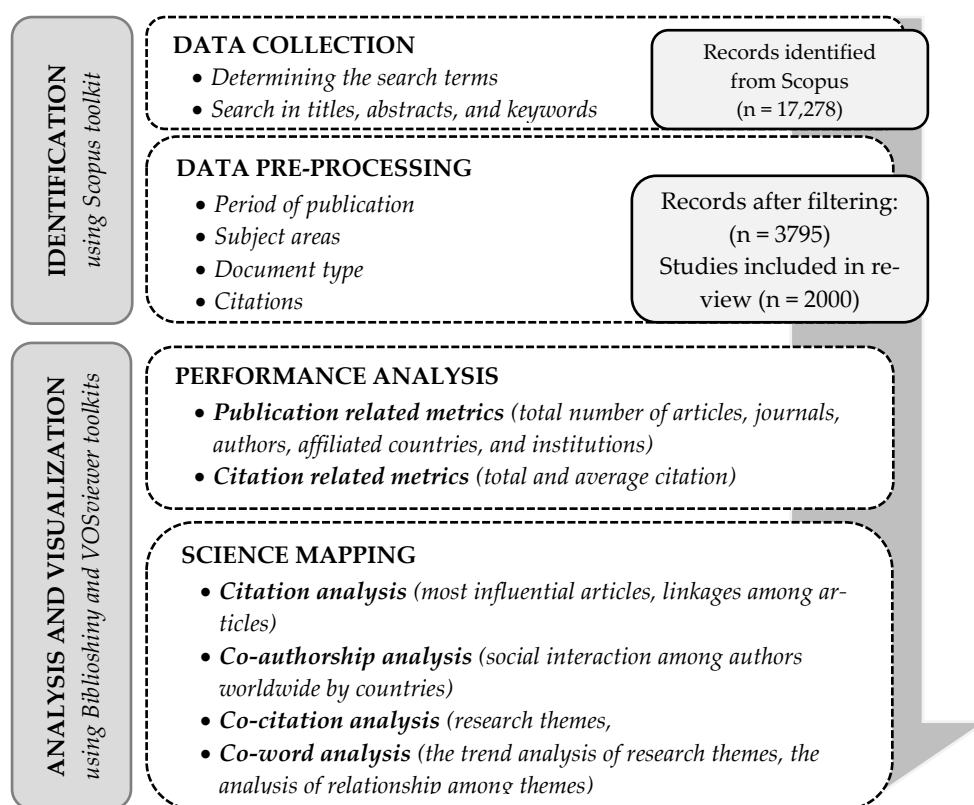 IDENTIFICATION
using Scopus toolkit
DATA COLLECTION
• Determining the search terms
• Search in titles, abstracts, and keywords
Records identified
from Scopus
(n = 17,278)
DATA PRE-PROCESSING
• Period of publication
• Subject areas
• Document type
• Citations
Records after filtering:
(n = 3795)
Studies included in re-
view (n = 2000)
ANALYSIS AND VISUALIZATION
using Biblioshiny and VOSviewer toolkits
PERFORMANCE ANALYSIS
• Publication related metrics (total number of articles, journals,
authors, affiliated countries, and institutions)
• Citation related metrics (total and average citation)
SCIENCE MAPPING
• Citation analysis (most influential articles, linkages among ar-
ticles)
• Co-authorship analysis (social interaction among authors
worldwide by countries)
• Co-citation analysis (research themes,
• Co-word analysis (the trend analysis of research themes, the
analysis of relationship among themes)